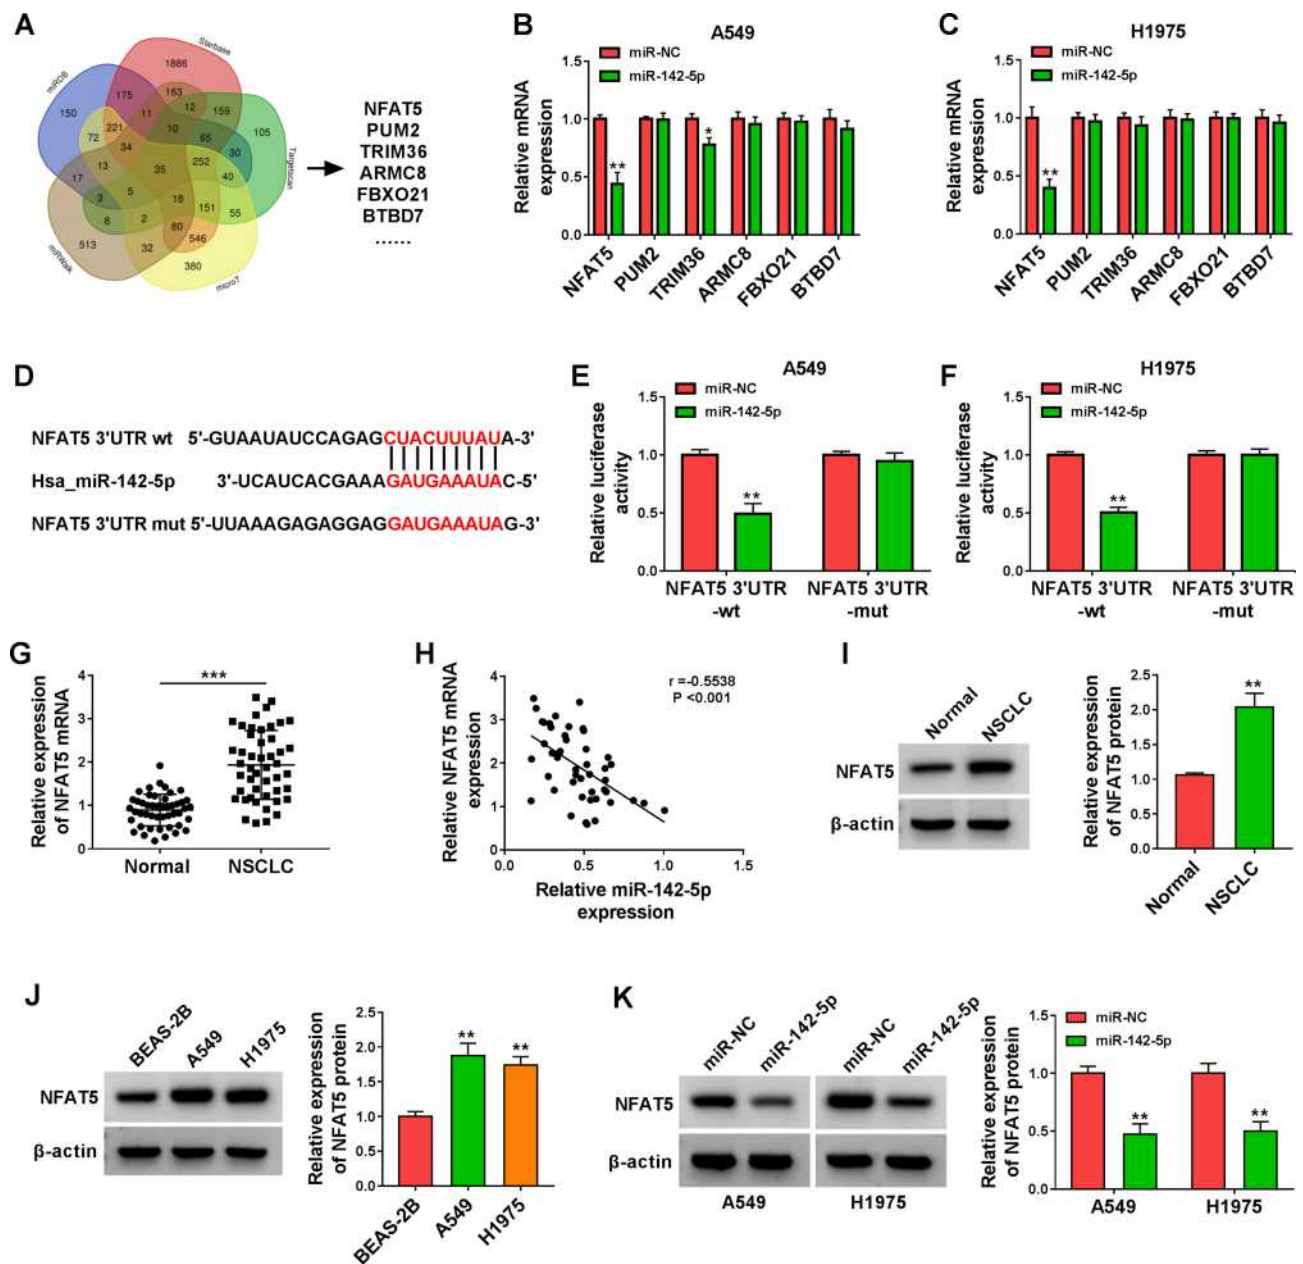 A
miRDB
Starbase
Targetscan
microT
miRWalk
1886
150
175
163
12
159
105
11
72
221
10
65
30
34
13
35
252
40
17
5
3
18
151
55
8
2
80
513
32
546
380
NFAT5
PUM2
TRIM36
ARMC8
FBXO21
BTBD7
......
B
A549
miR-NC
miR-142-5p
Relative mRNA
expression
1.5
1.0
0.5
0.0
**
*
NFAT5
PUM2
TRIM36
ARMC8
FBXO21
BTBD7
C
H1975
miR-NC
miR-142-5p
Relative mRNA
expression
1.5
1.0
0.5
0.0
**
NFAT5
PUM2
TRIM36
ARMC8
FBXO21
BTBD7
D
NFAT5 3'UTR wt 5'-GUAAUAUCCAGAGCUACUUUAUA-3'
Hsa_miR-142-5p 3'-UCAUCACGAAAGAUGAAAUAC-5'
NFAT5 3'UTR mut 5'-UUAAAGAGAGGAGGAUGAAAUAG-3'
E
A549
miR-NC
miR-142-5p
Relative luciferase
activity
1.5
1.0
0.5
0.0
**
NFAT5 3'UTR
-wt
NFAT5 3'UTR
-mut
F
H1975
miR-NC
miR-142-5p
Relative luciferase
activity
1.5
1.0
0.5
0.0
**
NFAT5 3'UTR
-wt
NFAT5 3'UTR
-mut
G
Relative expression
of NFAT5 mRNA
4
3
2
1
0
***
Normal
NSCLC
H
Relative NFAT5 mRNA
expression
4
3
2
1
0
r =-0.5538
P <0.001
0.0
0.5
1.0
1.5
Relative miR-142-5p
expression
I
Normal
NSCLC
NFAT5
β-actin
Relative expression
of NFAT5 protein
2.5
2.0
1.5
1.0
0.5
0.0
**
Normal
NSCLC
J
BEAS-2B
A549
H1975
NFAT5
β-actin
Relative expression
of NFAT5 protein
2.5
2.0
1.5
1.0
0.5
0.0
**
**
BEAS-2B
A549
H1975
K
miR-NC
miR-142-5p
miR-NC
miR-142-5p
NFAT5
β-actin
A549
H1975
Relative expression
of NFAT5 protein
miR-NC
miR-142-5p
1.5
1.0
0.5
0.0
**
**
A549
H1975